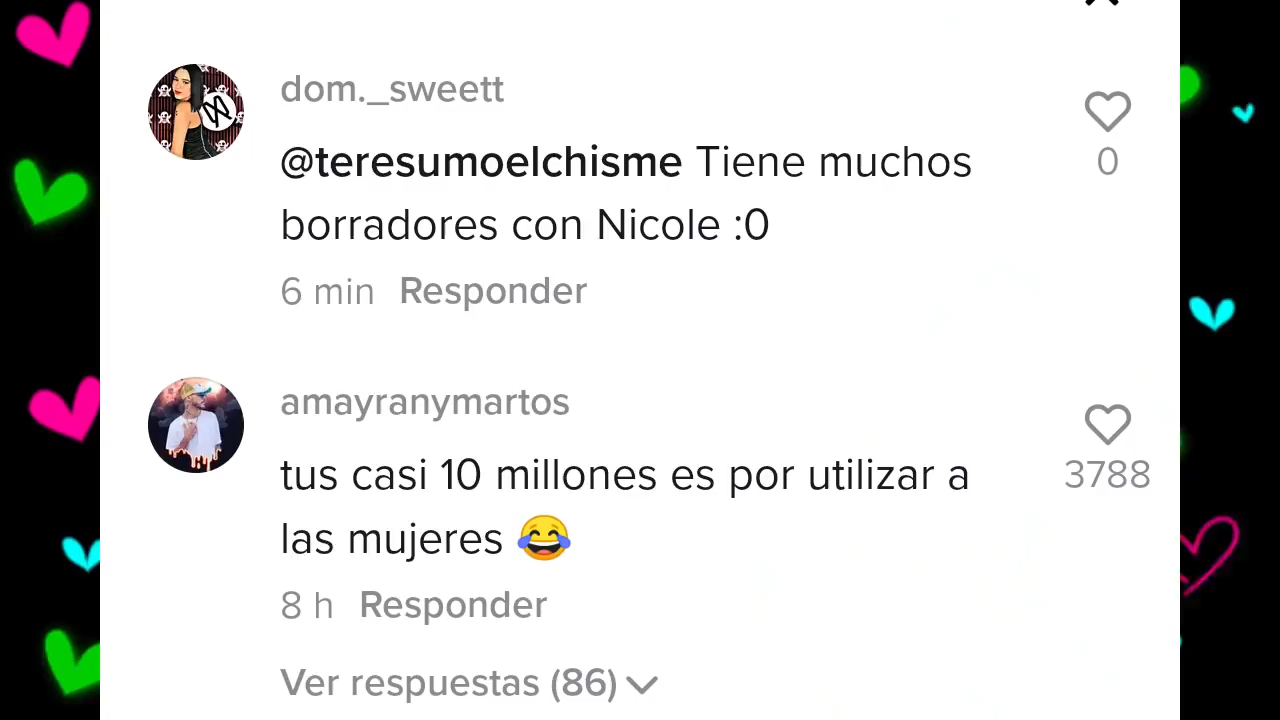 dom._sweett
@teresumoelchisme Tiene muchos
0
borradores con Nicole :0
6 min Responder
amayranymartos
tus casi 10 millones es por utilizar a
3788
las mujeres 😂
8 h Responder
Ver respuestas (86)